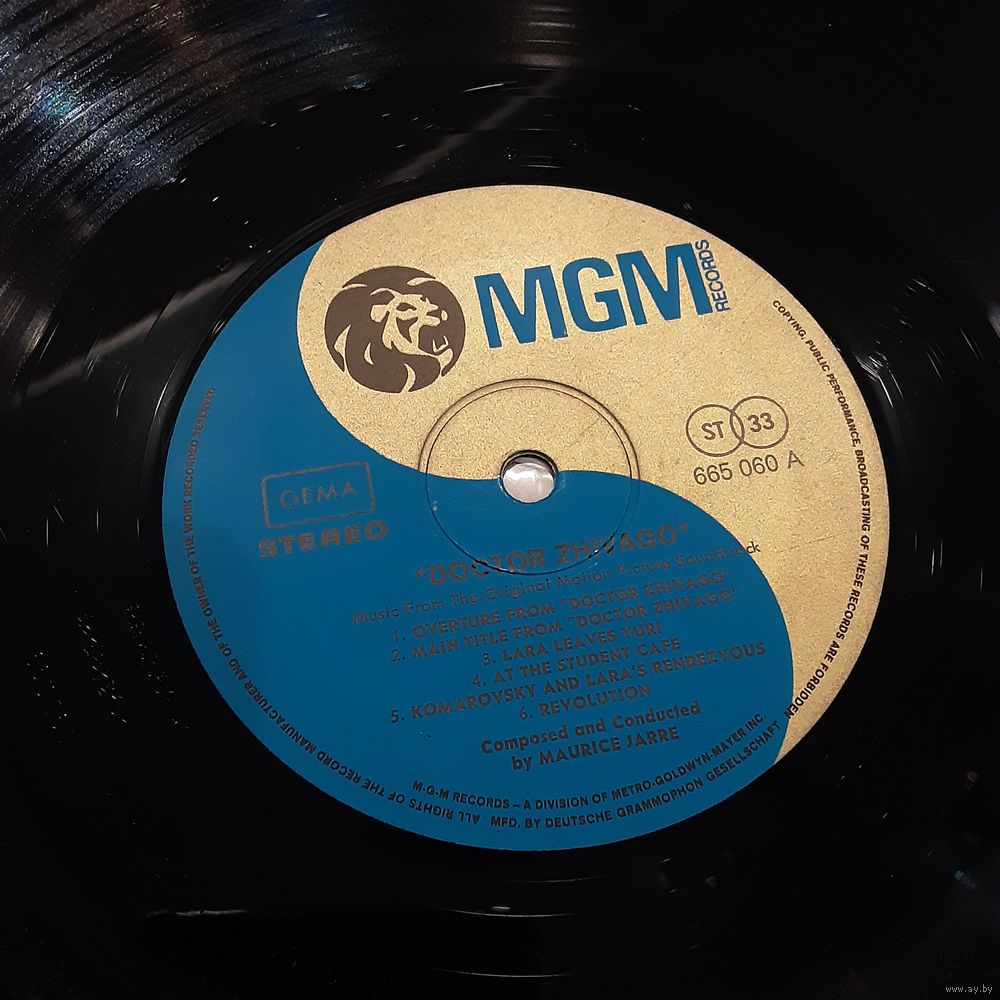 MGM RECORDS
ST 33
665 060 A
GEMA
STEREO
"DOCTOR ZHIVAGO"
Music From The Original Motion Picture Soundtrack
1. OVERTURE FROM "DOCTOR ZHIVAGO"
2. MAIN TITLE FROM "DOCTOR ZHIVAGO"
3. LARA LEAVES YURI
4. AT THE STUDENT CAFE
5. KOMAROVSKY AND LARA'S RENDEZVOUS
6. REVOLUTION
Composed and Conducted
by MAURICE JARRE
M-G-M RECORDS – A DIVISION OF METRO-GOLDWYN-MAYER INC.
MFD. BY DEUTSCHE GRAMMOPHON GESELLSCHAFT
ALL RIGHTS OF THE RECORD MANUFACTURER AND OF THE OWNER OF THE WORK RECORDED RESERVED
COPYING, PUBLIC PERFORMANCE, BROADCASTING OF THESE RECORDS ARE FORBIDDEN
www.ay.by